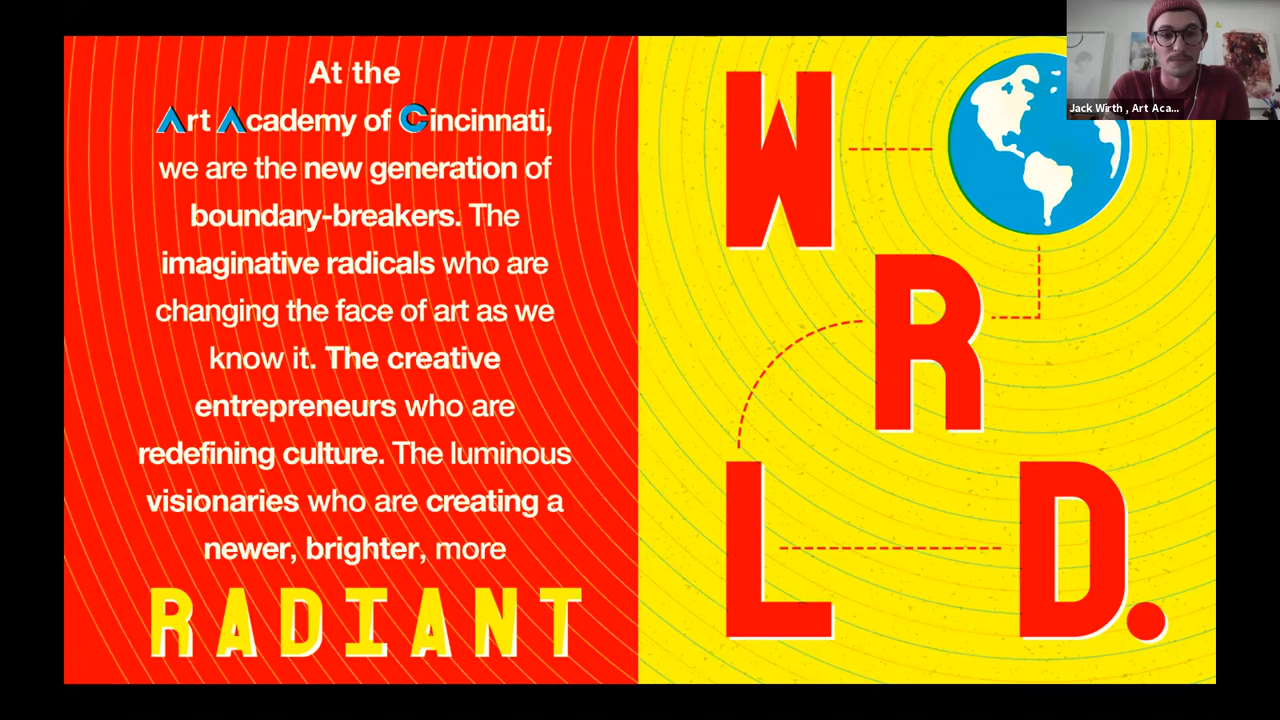 At the
Art Academy of Cincinnati,
we are the new generation of
boundary-breakers. The
imaginative radicals who are
changing the face of art as we
know it. The creative
entrepreneurs who are
redefining culture. The luminous
visionaries who are creating a
newer, brighter, more
RADIANT
W
R
L D.
Jack Wirth , Art Aca...